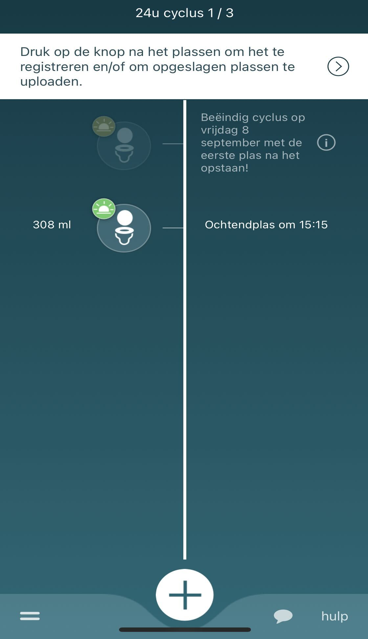 24u cyclus 1 / 3
Druk op de knop na het plassen om het te
registreren en/of om opgeslagen plassen te
uploaden.
Beëindig cyclus op
vrijdag 8
september met de
eerste plas na het
opstaan!
308 ml
Ochtendplas om 15:15
hulp